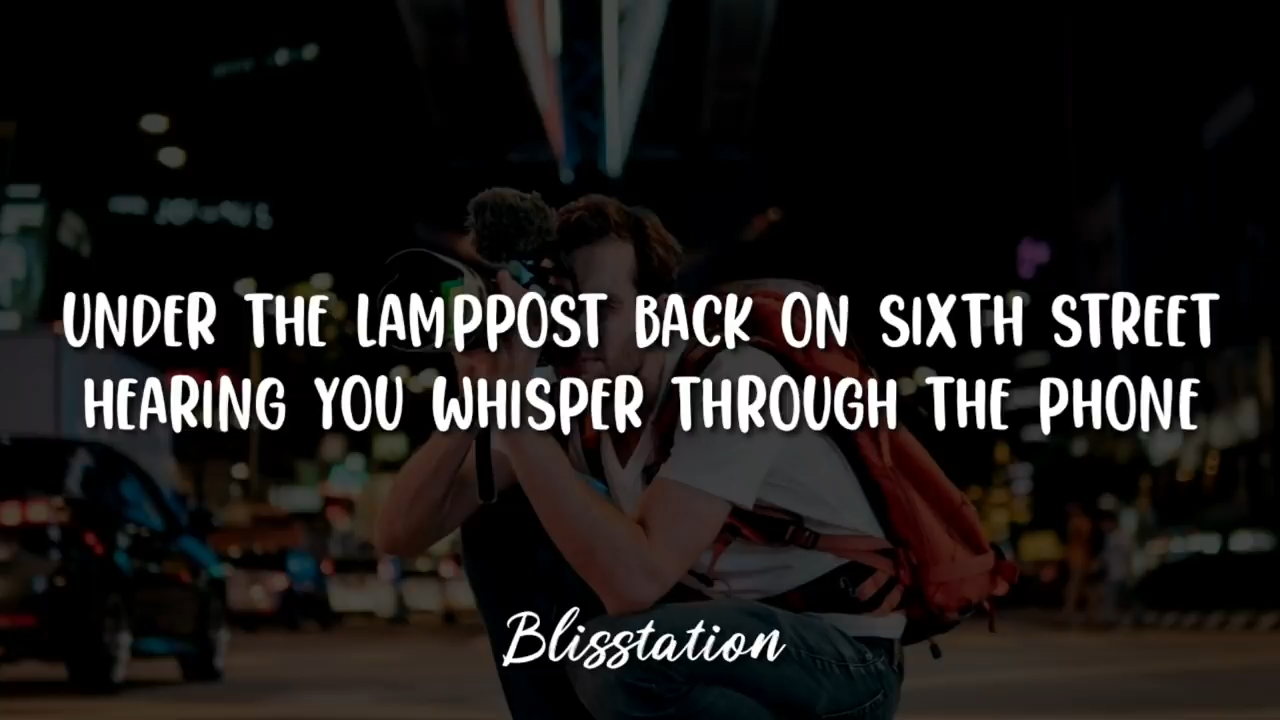 UNDER THE LAMPPOST BACK ON SIXTH STREET
HEARING YOU WHISPER THROUGH THE PHONE
Blisstation